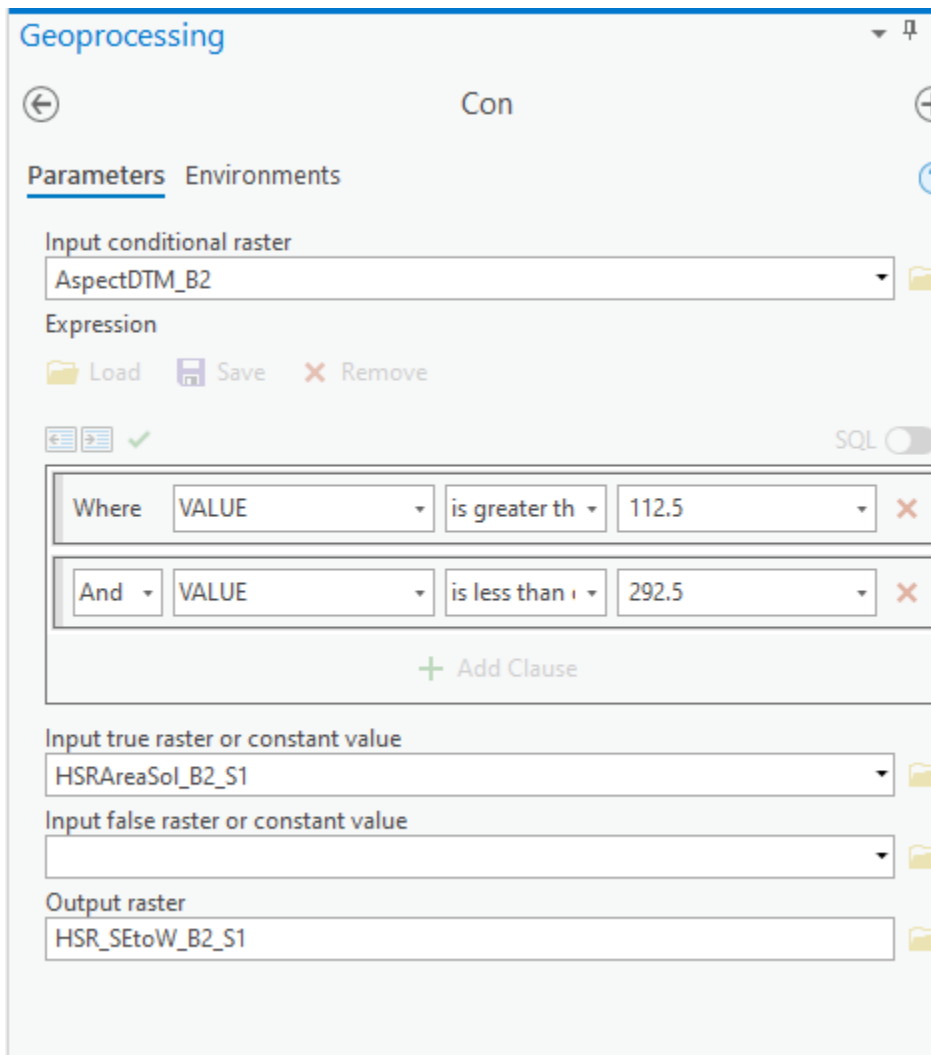 Geoprocessing
Con
Parameters Environments
Input conditional raster
AspectDTM_B2
Expression
Load Save Remove
SQL
Where VALUE is greater th 112.5
And VALUE is less than 292.5
Add Clause
Input true raster or constant value
HSRAreaSol_B2_S1
Input false raster or constant value
Output raster
HSR_SEtoW_B2_S1